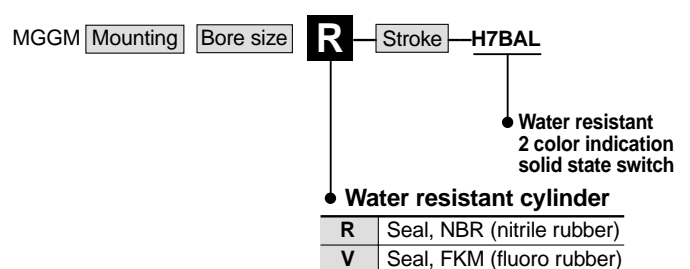 MGGM Mounting Bore size R Stroke H7BAL
Water resistant
2 color indication
solid state switch
Water resistant cylinder
R Seal, NBR (nitrile rubber)
V Seal, FKM (fluoro rubber)